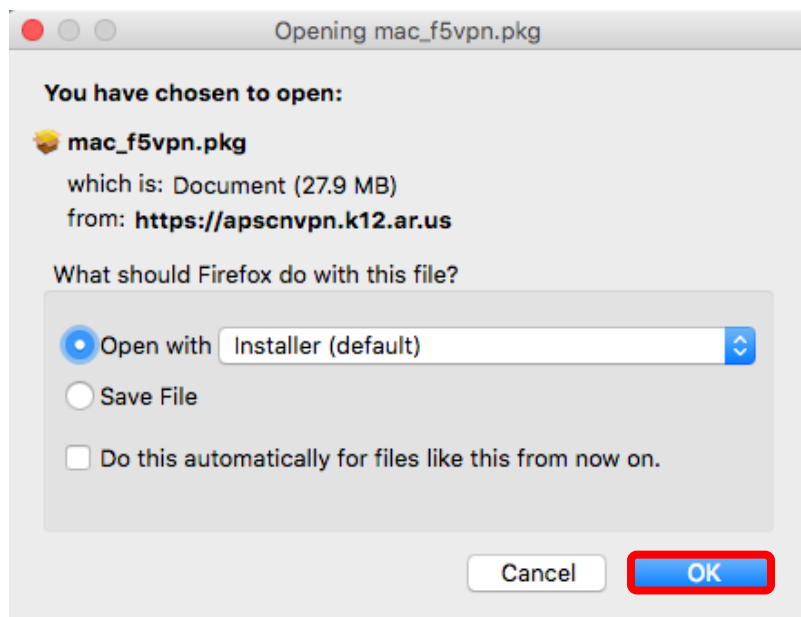 Opening mac_f5vpn.pkg
You have chosen to open:
mac_f5vpn.pkg
which is: Document (27.9 MB)
from: https://apscnvpn.k12.ar.us
What should Firefox do with this file?
Open with Installer (default)
Save File
Do this automatically for files like this from now on.
Cancel OK